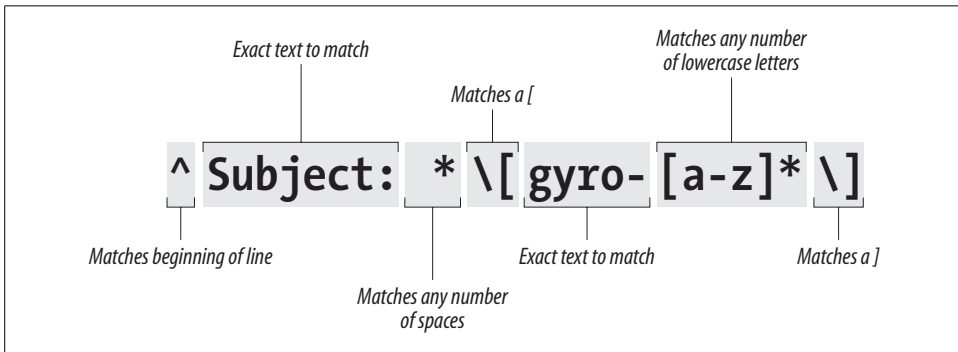 Exact text to match
Matches any number
of lowercase letters
Matches a [
^Subject: *\[gyro-[a-z]*\]
Matches beginning of line
Exact text to match
Matches a ]
Matches any number
of spaces